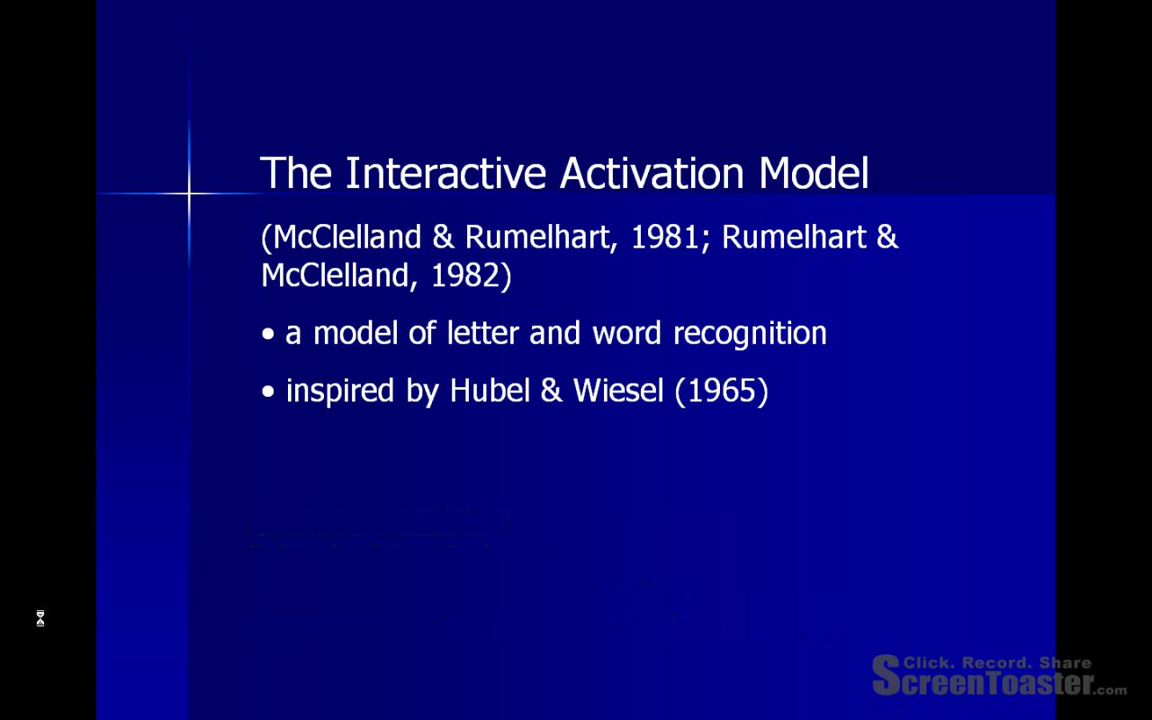 The Interactive Activation Model
(McClelland & Rumelhart, 1981; Rumelhart &
McClelland, 1982)
• a model of letter and word recognition
• inspired by Hubel & Wiesel (1965)
Click. Record. Share
ScreenToaster.com